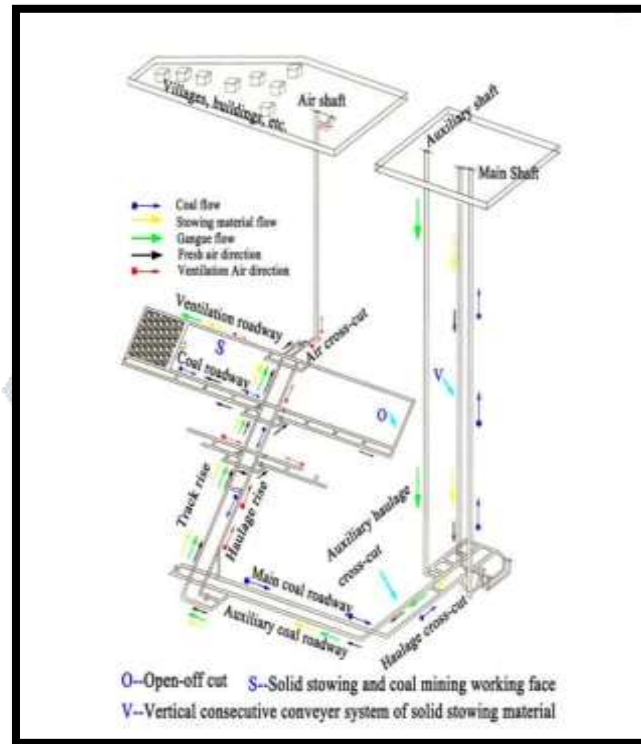 Villages, buildings, etc.
Air shaft
Auxiliary shaft
Main Shaft
Coal flow
Stowing material flow
Gangue flow
Fresh air direction
Ventilation Air direction
Ventilation roadway
Air cross-cut
S
Coal roadway
O
V
Track rise
Haulage rise
Auxiliary haulage
cross-cut
Main coal roadway
Auxiliary coal roadway
Haulage cross-cut
O--Open-off cut S--Solid stowing and coal mining working face
V--Vertical consecutive conveyer system of solid stowing material